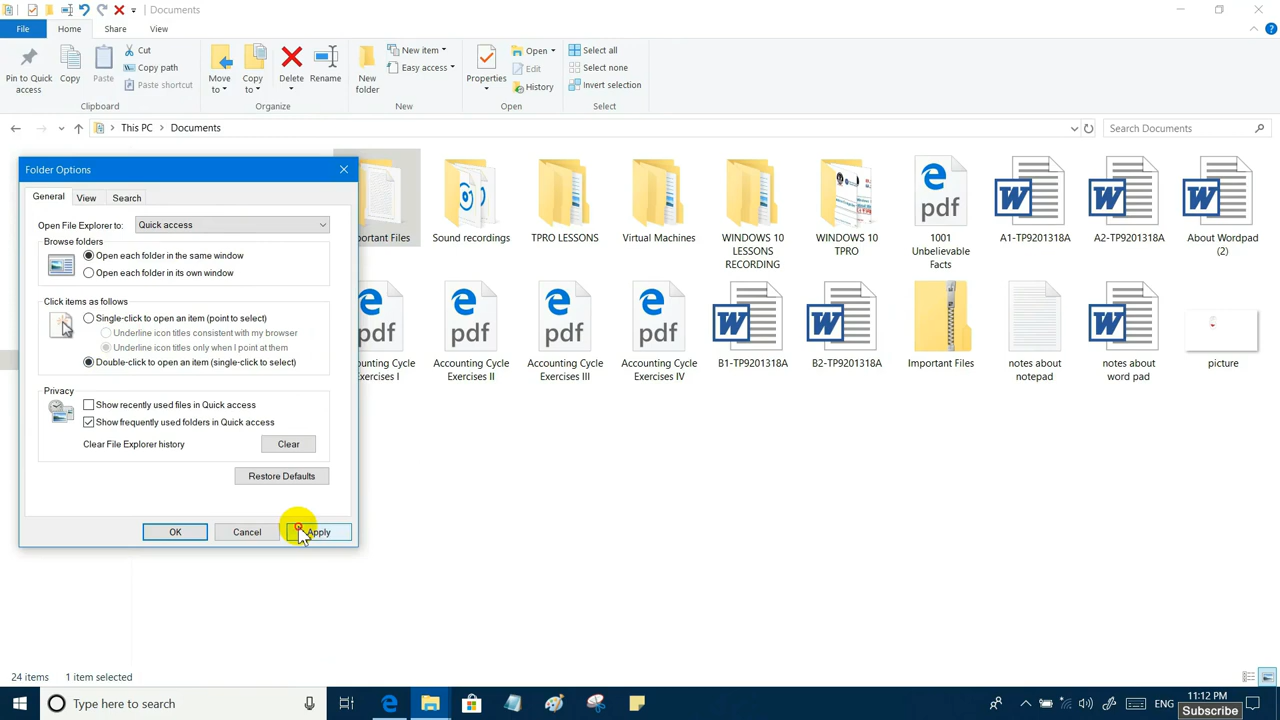 Documents
File
Home
Share
View
Pin to Quick access
Copy
Paste
Cut
Copy path
Paste shortcut
Clipboard
Move to
Copy to
Delete
Rename
Organize
New folder
New item
Easy access
New
Properties
Open
Edit
History
Open
Select all
Select none
Invert selection
Select
This PC
Documents
Search Documents
Folder Options
General
View
Search
Open File Explorer to:
Quick access
Browse folders
Open each folder in the same window
Open each folder in its own window
Click items as follows
Single-click to open an item (point to select)
Underline icon titles consistent with my browser
Underline icon titles only when I point at them
Double-click to open an item (single-click to select)
Privacy
Show recently used files in Quick access
Show frequently used folders in Quick access
Clear File Explorer history
Clear
Restore Defaults
OK
Cancel
Apply
portant Files
Sound recordings
TPRO LESSONS
Virtual Machines
WINDOWS 10
LESSONS
RECORDING
WINDOWS 10
TPRO
pdf
1001
Unbelievable
Facts
A1-TP9201318A
A2-TP9201318A
About Wordpad
(2)
pdf
ounting Cycle
Exercises I
pdf
Accounting Cycle
Exercises II
pdf
Accounting Cycle
Exercises III
pdf
Accounting Cycle
Exercises IV
B1-TP9201318A
B2-TP9201318A
Important Files
notes about
notepad
notes about
word pad
picture
24 items
1 item selected
Type here to search
ENG
11:12 PM
Subscribe